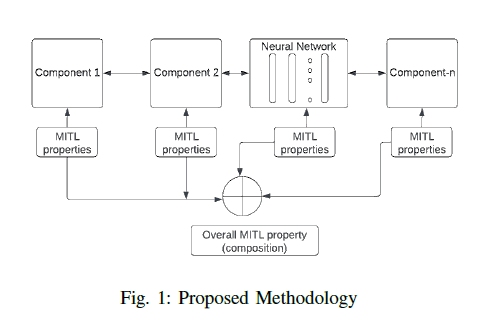 Neural Network
Component 1
Component 2
Component-n
MITL
properties
MITL
properties
MITL
properties
MITL
properties
Overall MITL property
(composition)
Fig. 1: Proposed Methodology